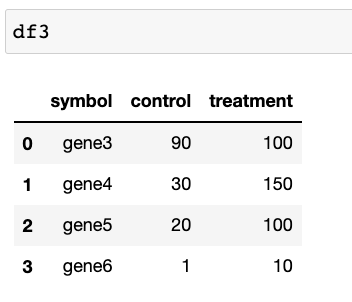 df3
symbol control treatment
0 gene3 90 100
1 gene4 30 150
2 gene5 20 100
3 gene6 1 10